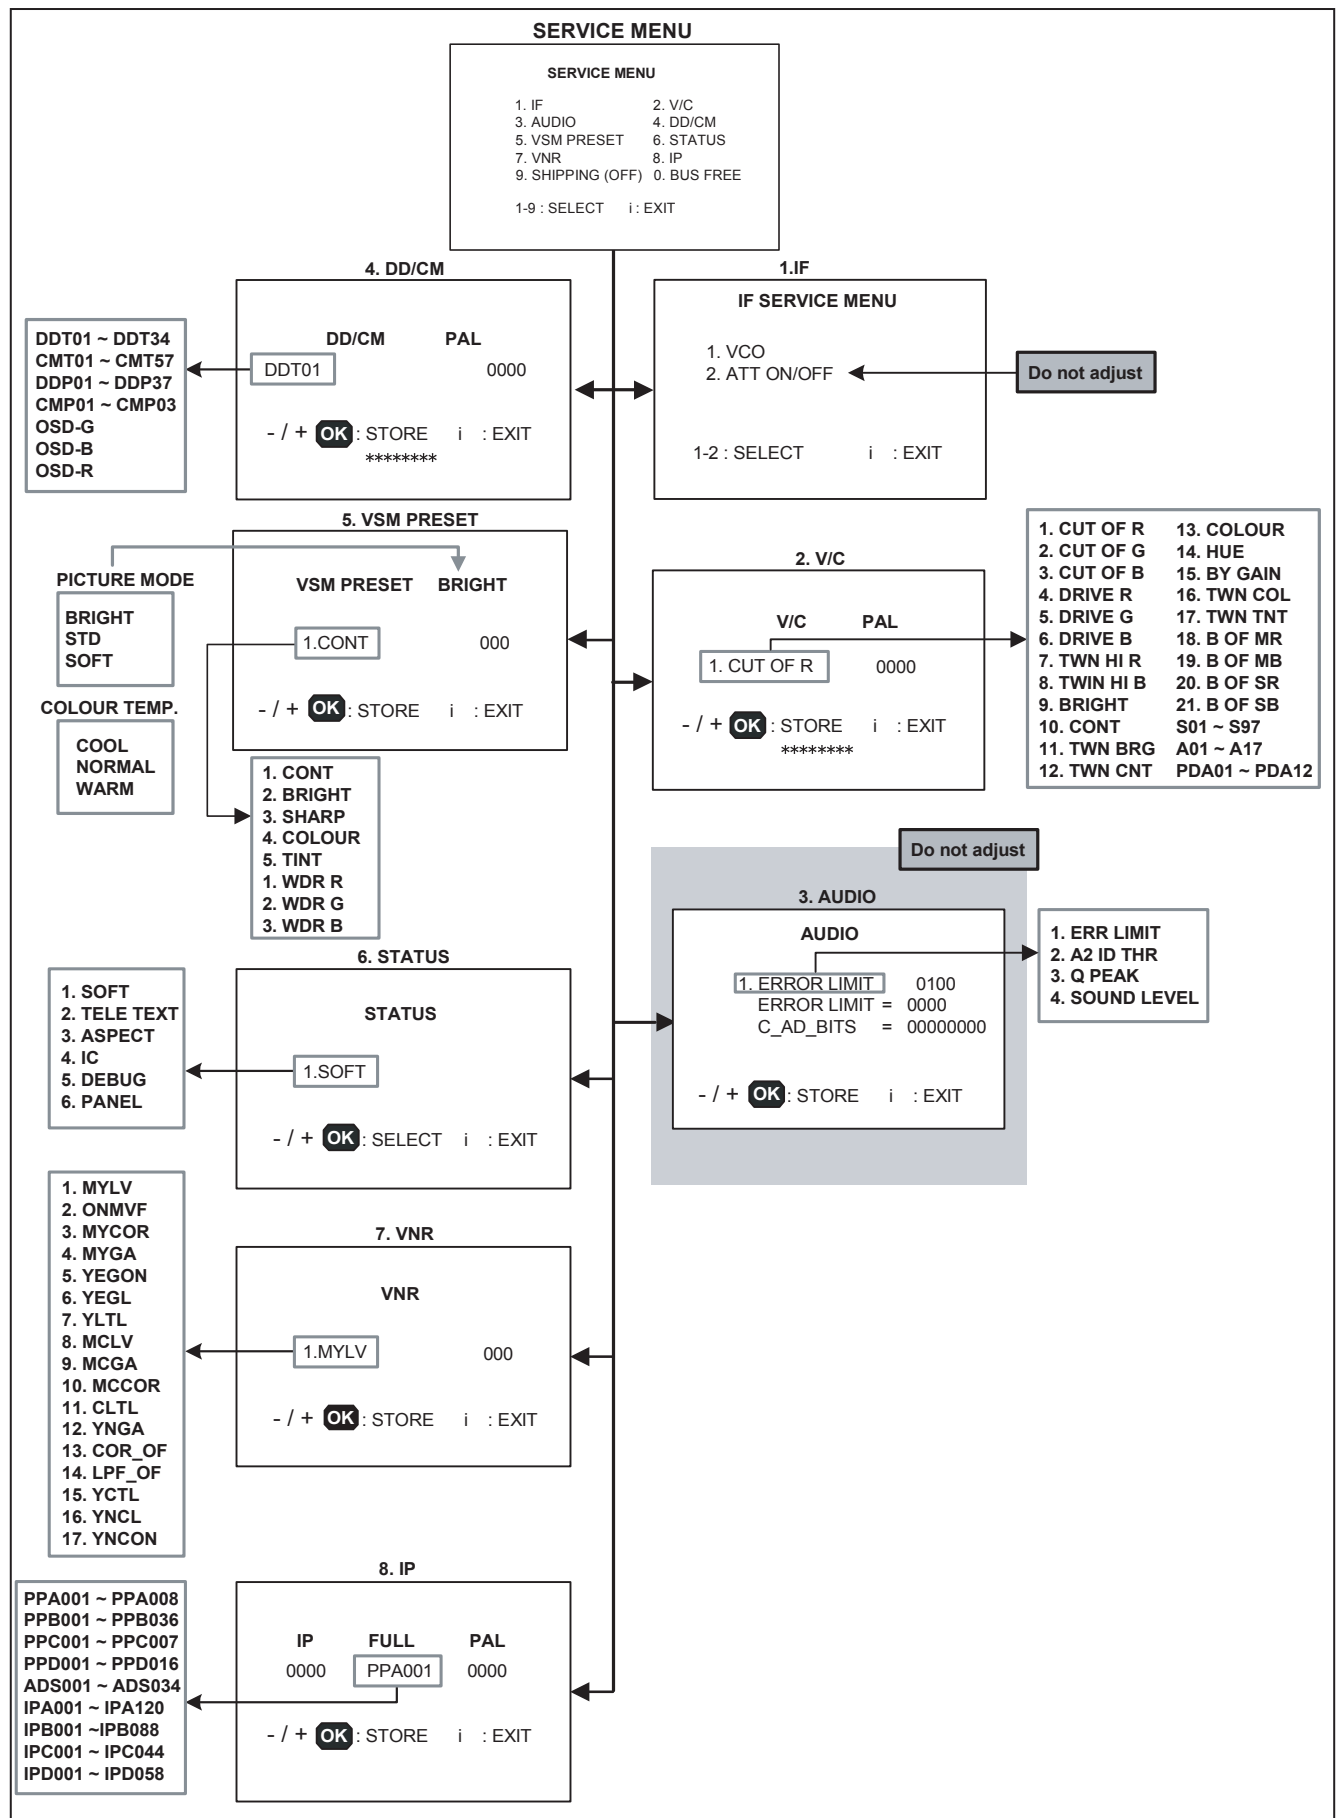 SERVICE MENU
SERVICE MENU
1. IF 2. V/C
3. AUDIO 4. DD/CM
5. VSM PRESET 6. STATUS
7. VNR 8. IP
9. SHIPPING (OFF) 0. BUS FREE
1-9 : SELECT i : EXIT
4. DD/CM
DD/CM PAL
DDT01 0000
- / + OK : STORE i : EXIT
********
DDT01 ~ DDT34
CMT01 ~ CMT57
DDP01 ~ DDP37
CMP01 ~ CMP03
OSD-G
OSD-B
OSD-R
1.IF
IF SERVICE MENU
1. VCO
2. ATT ON/OFF
1-2 : SELECT i : EXIT
Do not adjust
5. VSM PRESET
VSM PRESET BRIGHT
1.CONT 000
- / + OK : STORE i : EXIT
PICTURE MODE
BRIGHT
STD
SOFT
COLOUR TEMP.
COOL
NORMAL
WARM
1. CONT
2. BRIGHT
3. SHARP
4. COLOUR
5. TINT
1. WDR R
2. WDR G
3. WDR B
2. V/C
V/C PAL
1. CUT OF R 0000
- / + OK : STORE i : EXIT
********
1. CUT OF R 13. COLOUR
2. CUT OF G 14. HUE
3. CUT OF B 15. BY GAIN
4. DRIVE R 16. TWN COL
5. DRIVE G 17. TWN TNT
6. DRIVE B 18. B OF MR
7. TWN HI R 19. B OF MB
8. TWIN HI B 20. B OF SR
9. BRIGHT 21. B OF SB
10. CONT S01 ~ S97
11. TWN BRG A01 ~ A17
12. TWN CNT PDA01 ~ PDA12
Do not adjust
3. AUDIO
AUDIO
1. ERROR LIMIT 0100
ERROR LIMIT = 0000
C_AD_BITS = 00000000
- / + OK : STORE i : EXIT
1. ERR LIMIT
2. A2 ID THR
3. Q PEAK
4. SOUND LEVEL
6. STATUS
STATUS
1.SOFT
- / + OK : SELECT i : EXIT
1. SOFT
2. TELE TEXT
3. ASPECT
4. IC
5. DEBUG
6. PANEL
7. VNR
VNR
1.MYLV 000
- / + OK : STORE i : EXIT
1. MYLV
2. ONMVF
3. MYCOR
4. MYGA
5. YEGON
6. YEGL
7. YLTL
8. MCLV
9. MCGA
10. MCCOR
11. CLTL
12. YNGA
13. COR_OF
14. LPF_OF
15. YCTL
16. YNCL
17. YNCON
8. IP
IP FULL PAL
0000 PPA001 0000
- / + OK : STORE i : EXIT
PPA001 ~ PPA008
PPB001 ~ PPB036
PPC001 ~ PPC007
PPD001 ~ PPD016
ADS001 ~ ADS034
IPA001 ~ IPA120
IPB001 ~IPB088
IPC001 ~ IPC044
IPD001 ~ IPD058